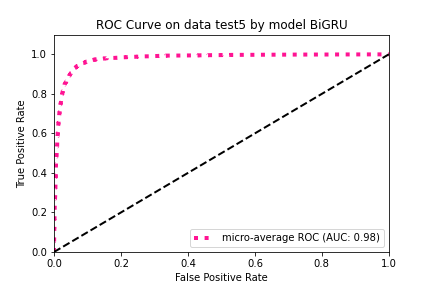 ROC Curve on data test5 by model BiGRU
True Positive Rate
1.0
0.8
0.6
0.4
0.2
0.0
micro-average ROC (AUC: 0.98)
0.0 0.2 0.4 0.6 0.8 1.0
False Positive Rate